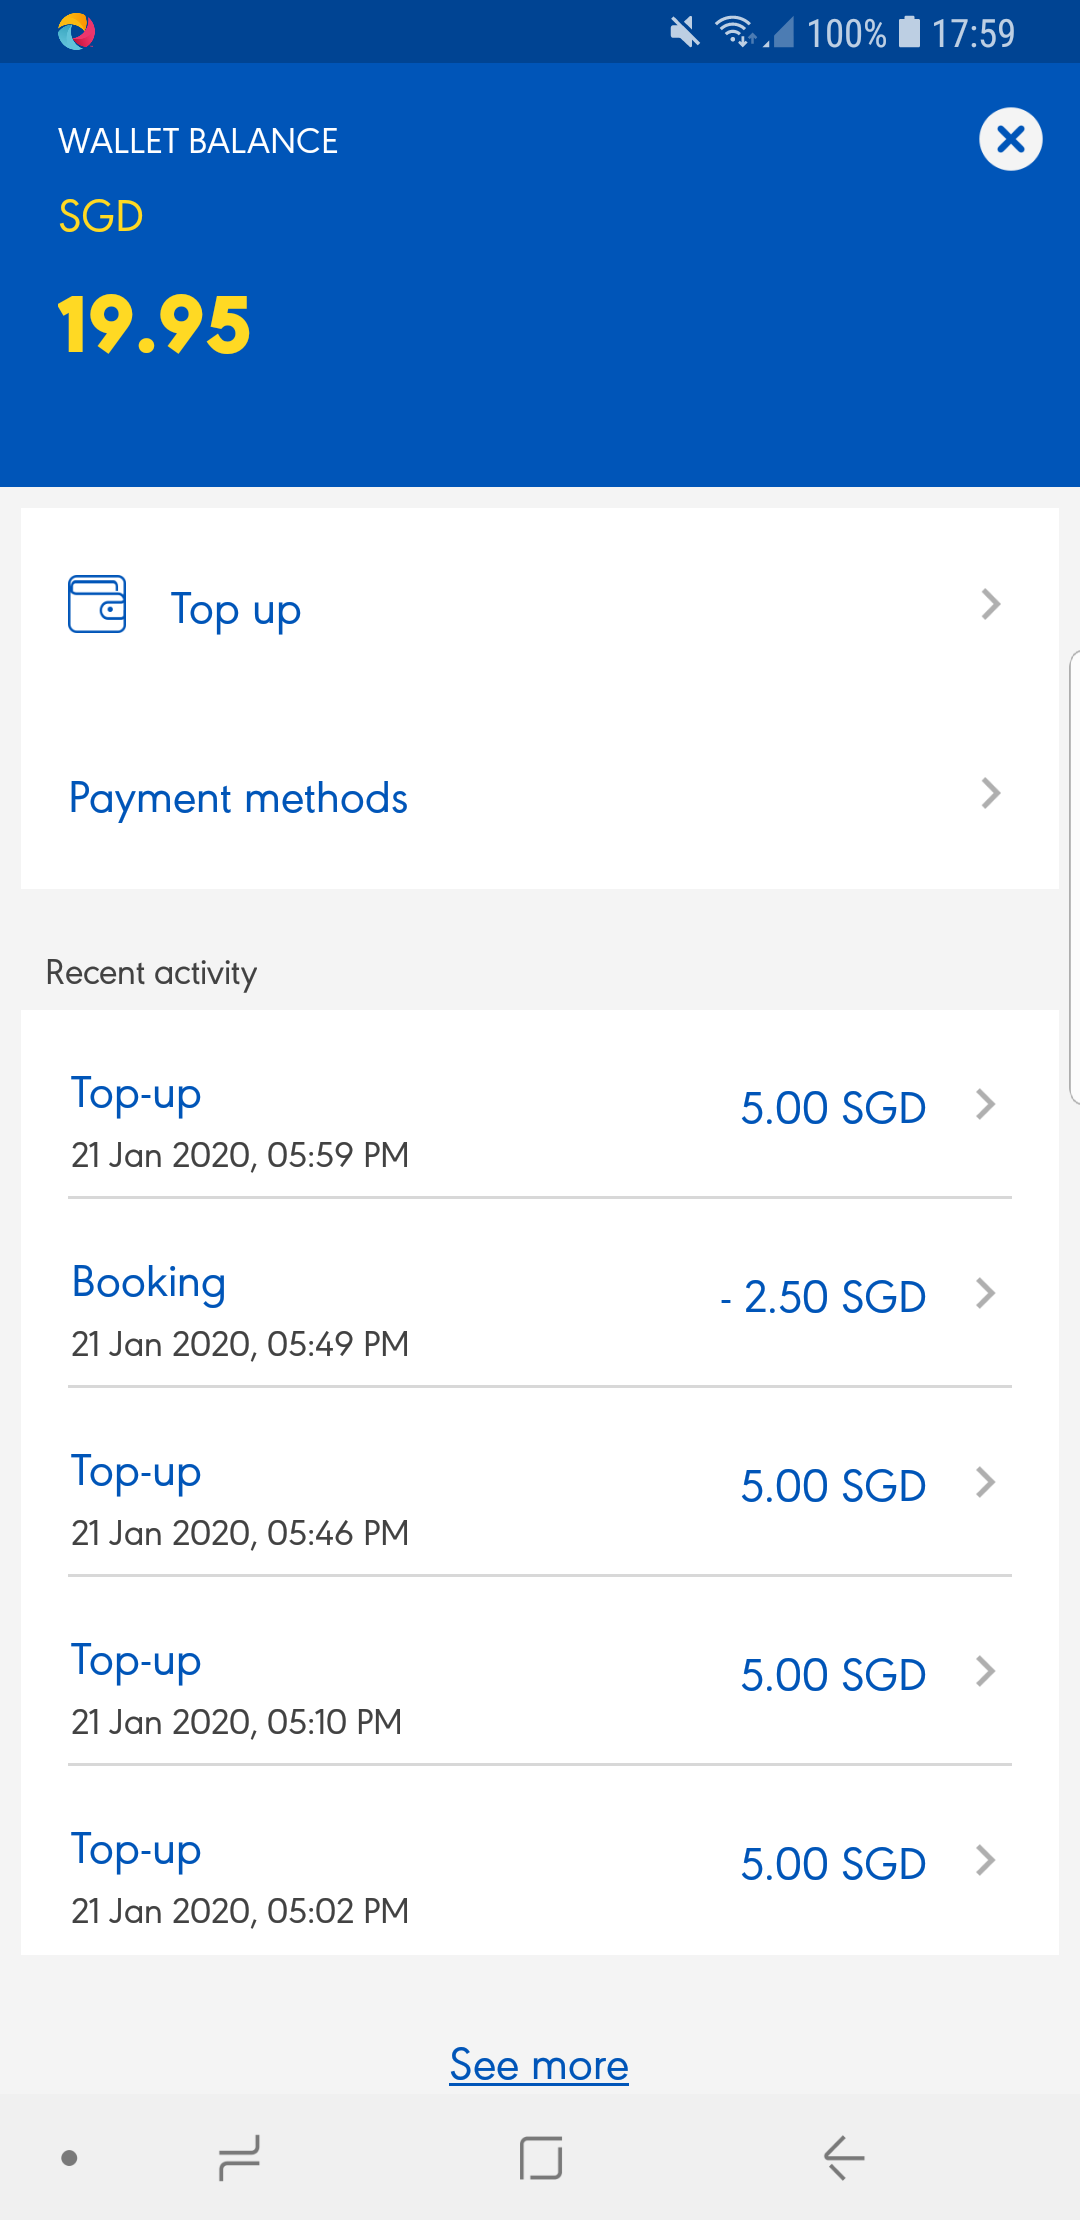 100% 17:59
WALLET BALANCE
SGD
19.95
Top up
Payment methods
Recent activity
Top-up
5.00 SGD
21 Jan 2020, 05:59 PM
Booking
- 2.50 SGD
21 Jan 2020, 05:49 PM
Top-up
5.00 SGD
21 Jan 2020, 05:46 PM
Top-up
5.00 SGD
21 Jan 2020, 05:10 PM
Top-up
5.00 SGD
21 Jan 2020, 05:02 PM
See more